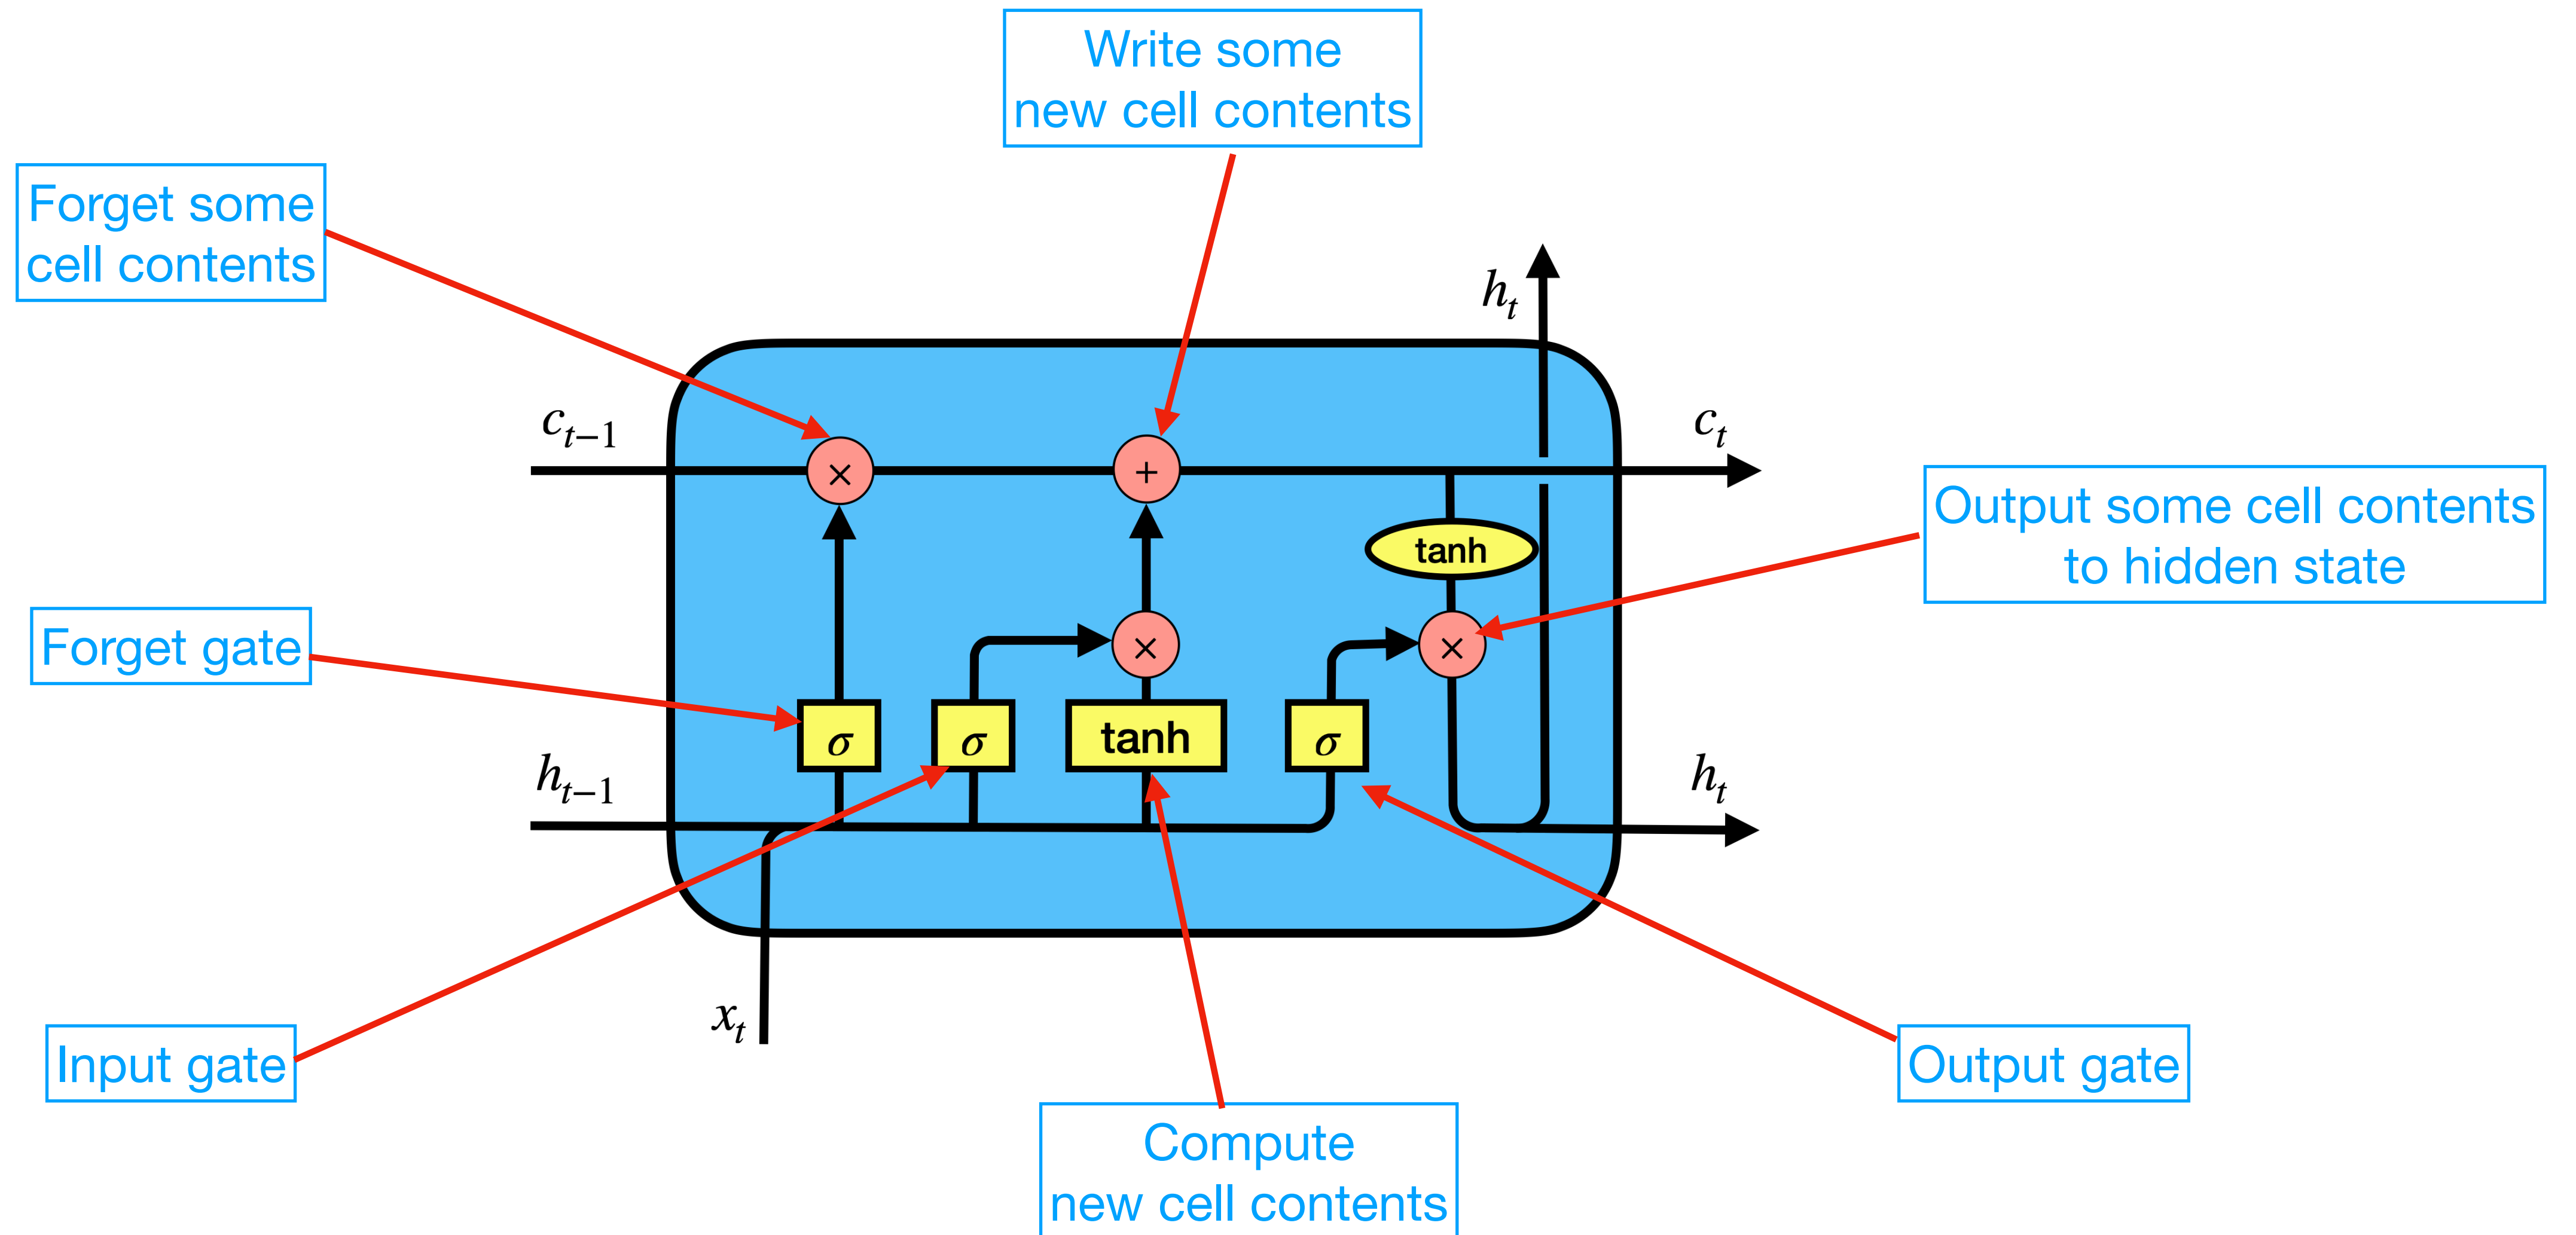 Write some
new cell contents
Forget some
cell contents
h_t
c_{t-1}
c_t
×
+
Output some cell contents
to hidden state
tanh
Forget gate
×
×
σ
σ
tanh
σ
h_{t-1}
h_t
x_t
Input gate
Output gate
Compute
new cell contents